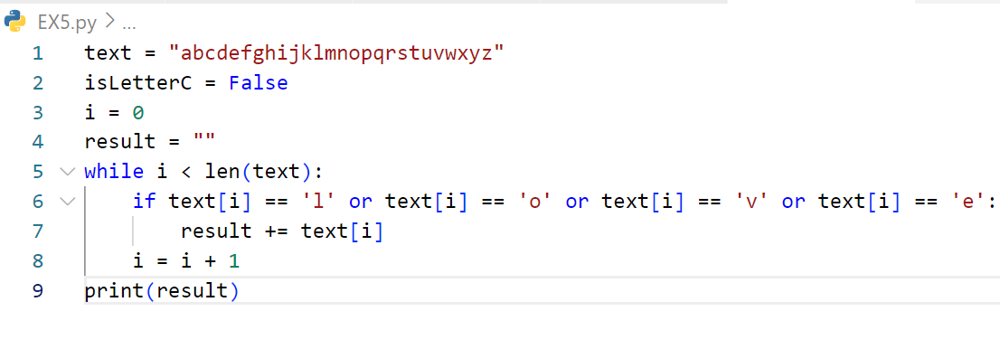 EX5.py > ...
1 text = "abcdefghijklmnopqrstuvwxyz"
2 isLetterC = False
3 i = 0
4 result = ""
5 while i < len(text):
6     if text[i] == 'l' or text[i] == 'o' or text[i] == 'v' or text[i] == 'e':
7         result += text[i]
8     i = i + 1
9 print(result)